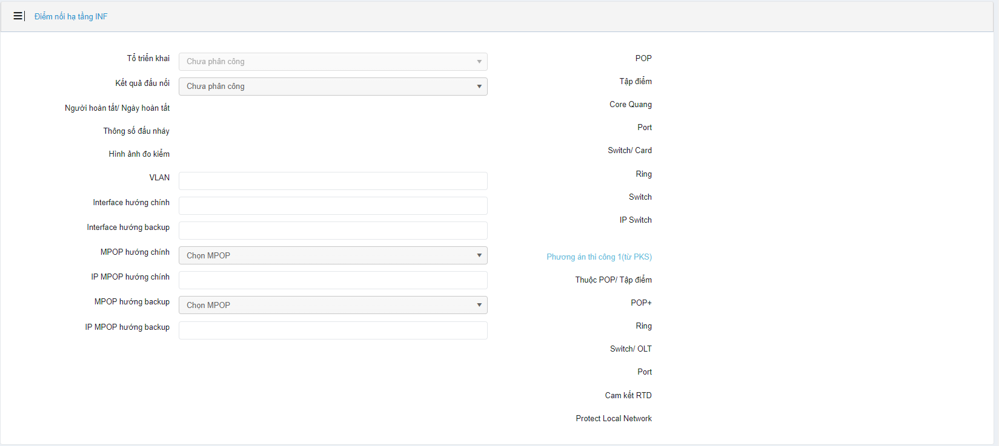 Điểm nối hạ tầng INF
Tổ triển khai
Chưa phân công
Kết quả đấu nối
Chưa phân công
Người hoàn tất/ Ngày hoàn tất
Thông số đấu nháy
Hình ảnh đo kiểm
VLAN
Interface hướng chính
Interface hướng backup
MPOP hướng chính
Chọn MPOP
IP MPOP hướng chính
MPOP hướng backup
Chọn MPOP
IP MPOP hướng backup
POP
Tập điểm
Core Quang
Port
Switch/ Card
Ring
Switch
IP Switch
Phương án thi công 1(từ PKS)
Thuộc POP/ Tập điểm
POP+
Ring
Switch/ OLT
Port
Cam kết RTD
Protect Local Network